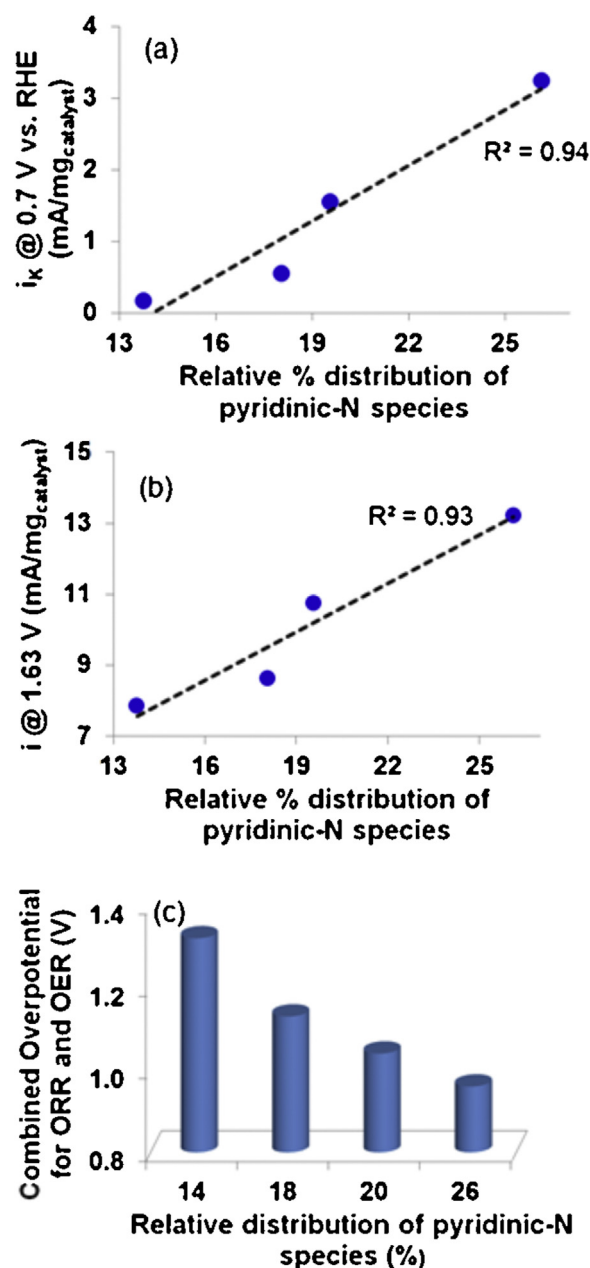 (a)
i_K @ 0.7 V vs. RHE
(mA/mg_catalyst)
4
3
2
1
0
R² = 0.94
13 16 19 22 25
Relative % distribution of
pyridinic-N species
(b)
i @ 1.63 V (mA/mg_catalyst)
15
13
11
9
7
R² = 0.93
13 16 19 22 25
Relative % distribution of
pyridinic-N species
(c)
Combined Overpotential
for ORR and OER (V)
1.4
1.2
1.0
0.8
14 18 20 26
Relative distribution of pyridinic-N
species (%)